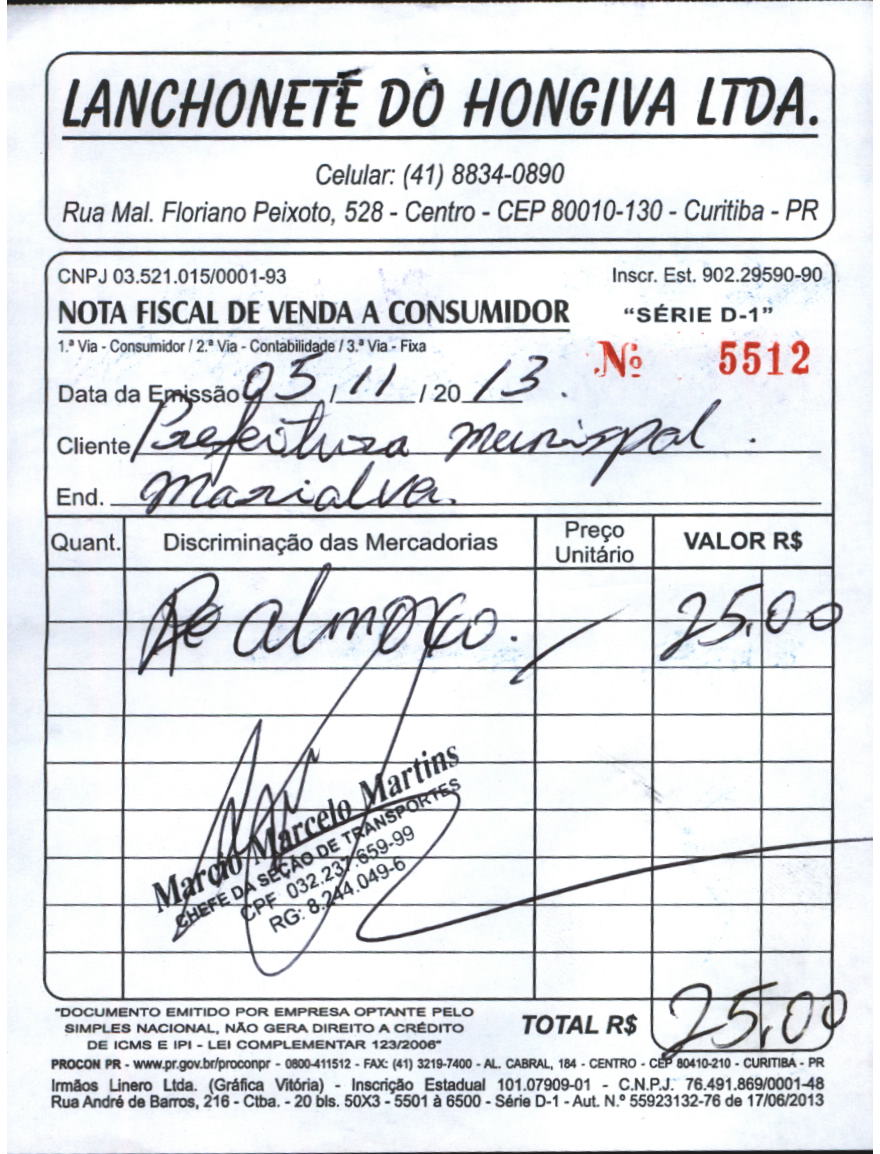 LANCHONETE DO HONGIVA LTDA.
Celular: (41) 8834-0890
Rua Mal. Floriano Peixoto, 528 - Centro - CEP 80010-130 - Curitiba - PR
CNPJ 03.521.015/0001-93 Inscr. Est. 902.29590-90
NOTA FISCAL DE VENDA A CONSUMIDOR "SÉRIE D-1"
1.ª Via - Consumidor / 2.ª Via - Contabilidade / 3.ª Via - Fixa
Nº 5512
Data da Emissão 05 / 11 / 20 13 .
Cliente Prefeitura munispal .
End. Marialva.
Quant. Discriminação das Mercadorias Preço Unitário VALOR R$
almoço. 25,00
Marcio Marcelo Martins
CHEFE DA SEÇÃO DE TRANSPORTES
CPF 032.237.659-99
RG: 8.244.049-6
"DOCUMENTO EMITIDO POR EMPRESA OPTANTE PELO
SIMPLES NACIONAL, NÃO GERA DIREITO A CRÉDITO
DE ICMS E IPI - LEI COMPLEMENTAR 123/2006"
TOTAL R$ 25,00
PROCON PR - www.pr.gov.br/proconpr - 0800-411512 - FAX: (41) 3219-7400 - AL. CABRAL, 184 - CENTRO - CEP 80410-210 - CURITIBA - PR
Irmãos Linero Ltda. (Gráfica Vitória) - Inscrição Estadual 101.07909-01 - C.N.P.J. 76.491.869/0001-48
Rua André de Barros, 216 - Ctba. - 20 bls. 50X3 - 5501 à 6500 - Série D-1 - Aut. N.º 55923132-76 de 17/06/2013